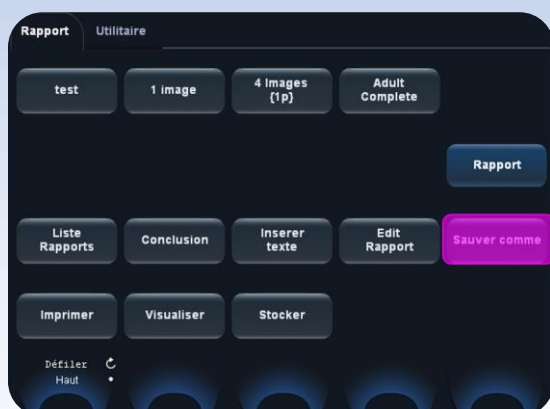 Rapport Utilitaire
test 1 image 4 Images Adult
{1p} Complete
Rapport
Liste Conclusion Inserer Edit Sauver comme
Rapports texte Rapport
Imprimer Visualiser Stocker
Défiler
Haut